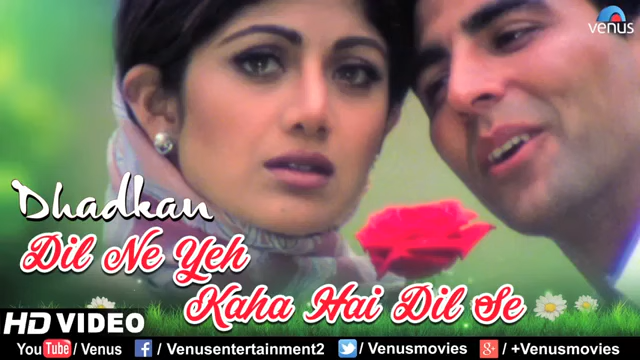 Venus
Dhadkan
Dil Ne Yeh
Kaha Hai Dil Se
HD VIDEO
YouTube / Venus f / Venusentertainment2 / Venusmovies g+ / +Venusmovies